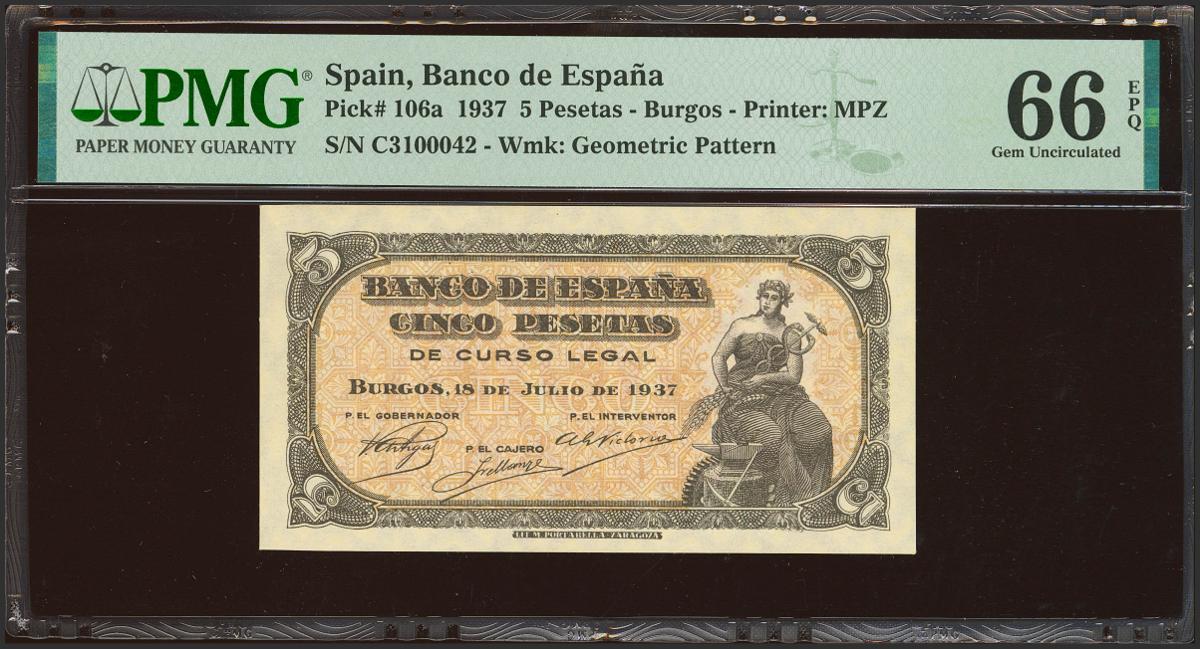 PMG®
PAPER MONEY GUARANTY
Spain, Banco de España
Pick# 106a 1937 5 Pesetas - Burgos - Printer: MPZ
S/N C3100042 - Wmk: Geometric Pattern
66
EPQ
Gem Uncirculated
5 5
BANCO DE ESPAÑA
CINCO PESETAS
DE CURSO LEGAL
BURGOS, 18 DE JULIO DE 1937
P. EL GOBERNADOR P. EL INTERVENTOR
P. EL CAJERO
5 5
LIT. M. PORTABELLA-ZARAGOZA